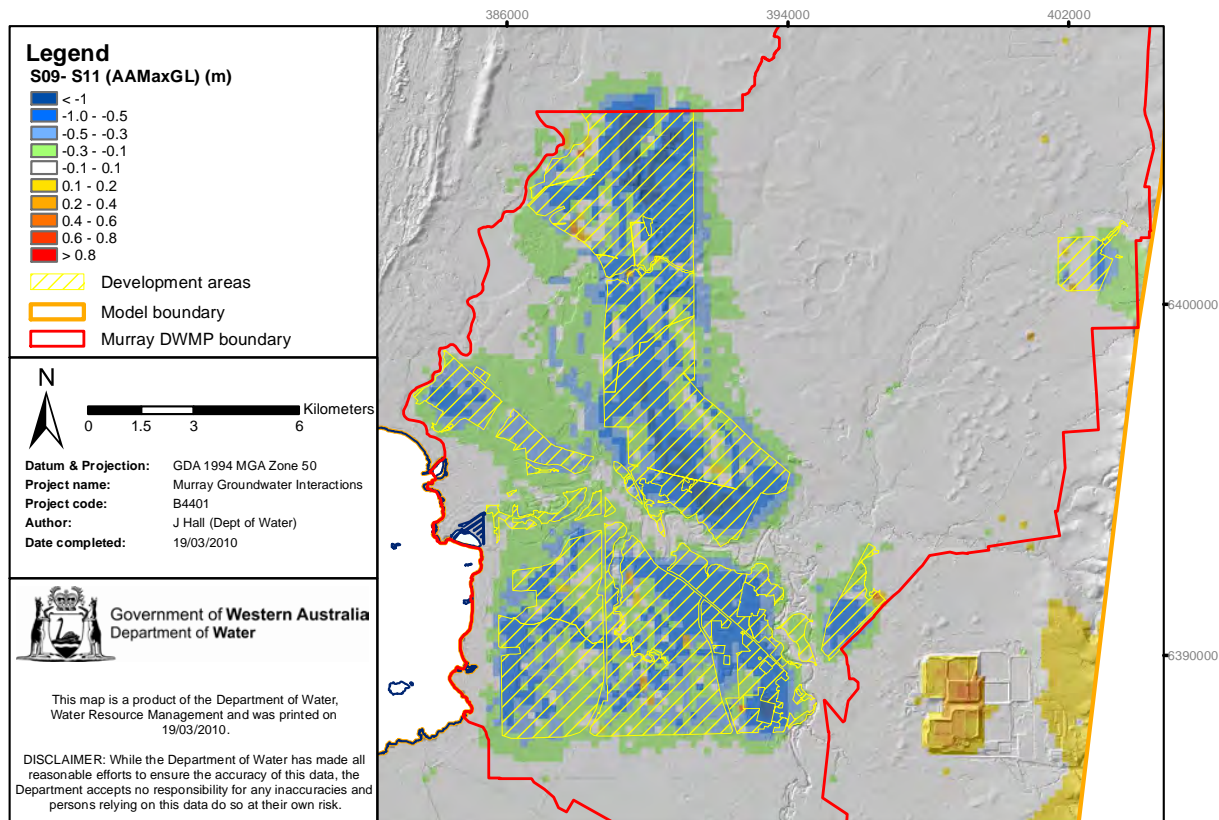 386000
394000
402000
Legend
S09- S11 (AAMaxGL) (m)
< -1
-1.0 - -0.5
-0.5 - -0.3
-0.3 - -0.1
-0.1 - 0.1
0.1 - 0.2
0.2 - 0.4
0.4 - 0.6
0.6 - 0.8
> 0.8
Development areas
Model boundary
Murray DWMP boundary
6400000
N
Kilometers
0 1.5 3 6
Datum & Projection: GDA 1994 MGA Zone 50
Project name: Murray Groundwater Interactions
Project code: B4401
Author: J Hall (Dept of Water)
Date completed: 19/03/2010
Government of Western Australia
Department of Water
6390000
This map is a product of the Department of Water,
Water Resource Management and was printed on
19/03/2010.
DISCLAIMER: While the Department of Water has made all
reasonable efforts to ensure the accuracy of this data, the
Department accepts no responsibility for any inaccuracies and
persons relying on this data do so at their own risk.